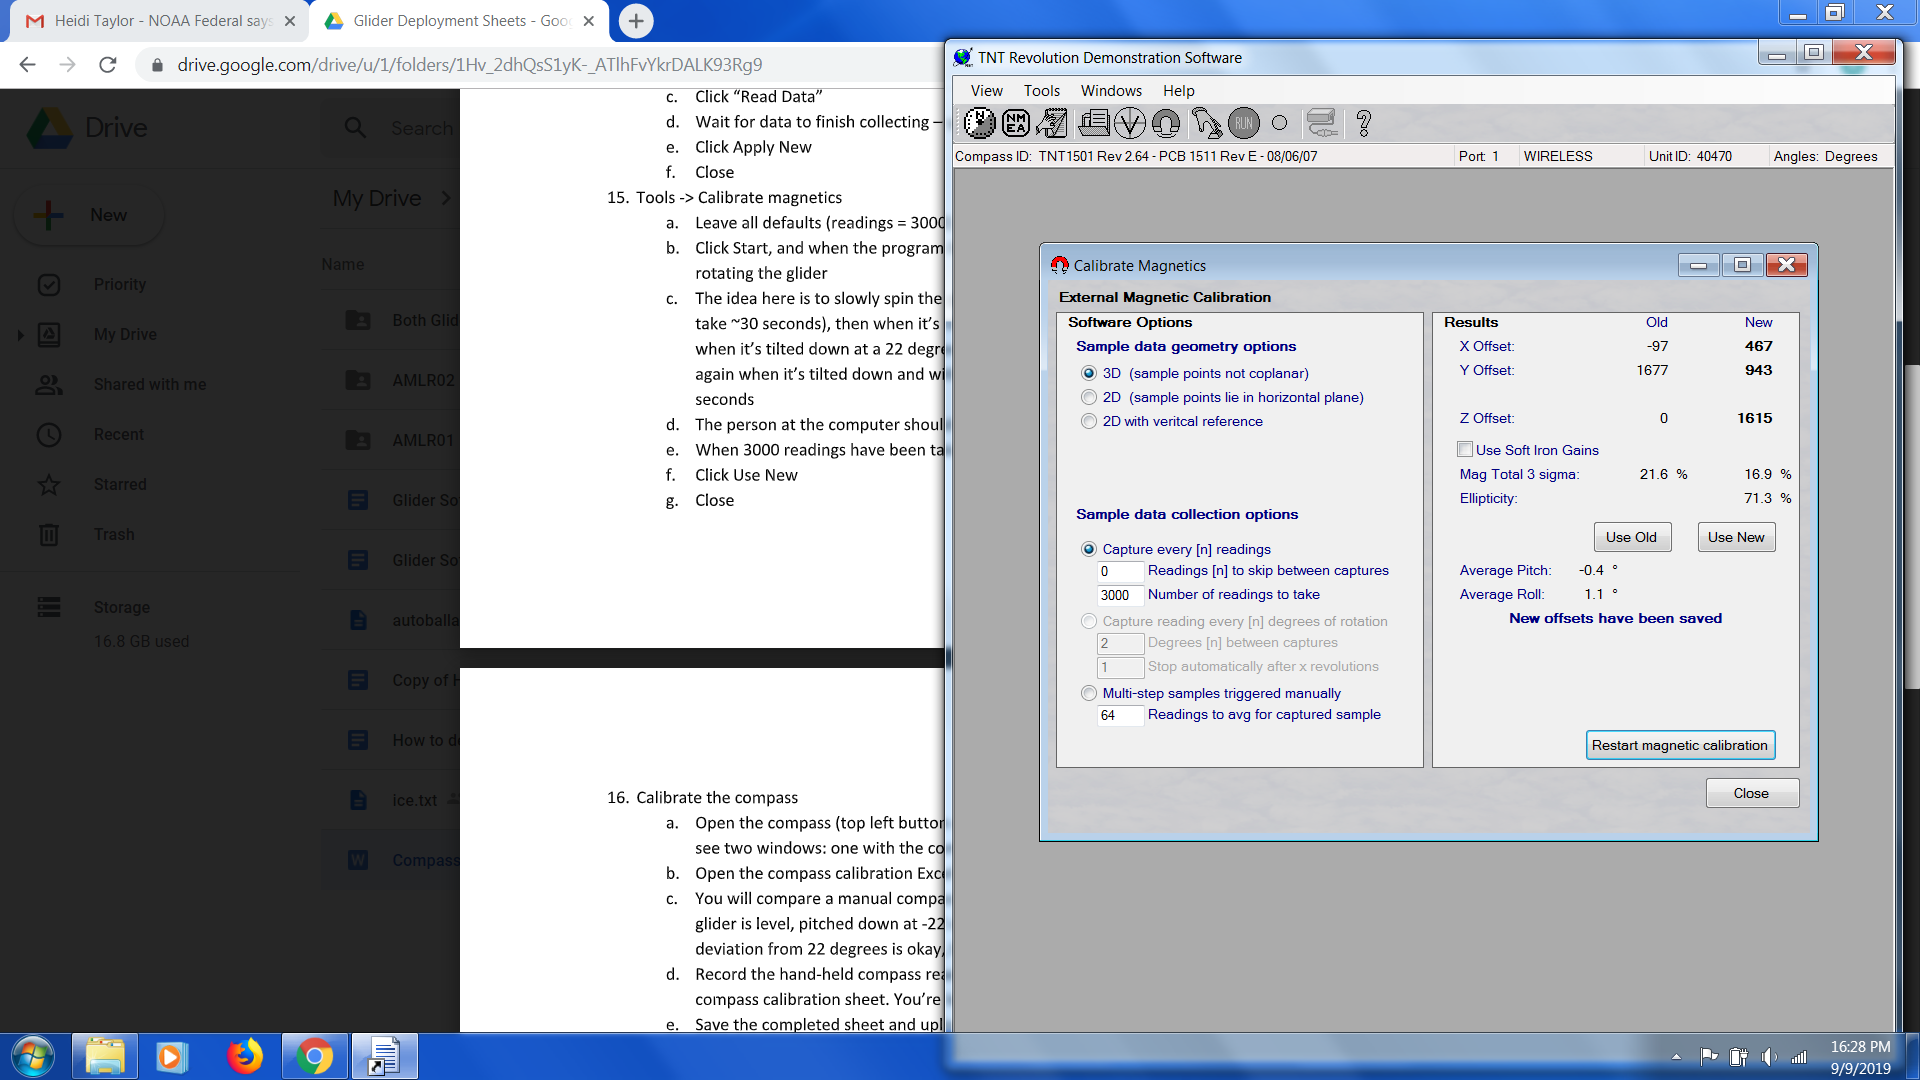 Heidi Taylor - NOAA Federal says
Glider Deployment Sheets - Goo
drive.google.com/drive/u/1/folders/1Hv_2dhQsS1yK-_ATlhFvYkrDALK93Rg9
Drive
Search
New
My Drive
Name
Priority
My Drive
Shared with me
Recent
Starred
Trash
Storage
16.8 GB used
Both Glid
AMLR02
AMLR01
Glider So
Glider So
autoballa
Copy of H
How to de
ice.txt
Compass
c. Click “Read Data”
d. Wait for data to finish collecting –
e. Click Apply New
f. Close
15. Tools -> Calibrate magnetics
a. Leave all defaults (readings = 3000
b. Click Start, and when the program
rotating the glider
c. The idea here is to slowly spin the
take ~30 seconds), then when it’s
when it’s tilted down at a 22 degre
again when it’s tilted down and wi
seconds
d. The person at the computer shoul
e. When 3000 readings have been ta
f. Click Use New
g. Close
16. Calibrate the compass
a. Open the compass (top left button
see two windows: one with the co
b. Open the compass calibration Exce
c. You will compare a manual compa
glider is level, pitched down at -22
deviation from 22 degrees is okay,
d. Record the hand-held compass rea
compass calibration sheet. You’re
e. Save the completed sheet and upl
TNT Revolution Demonstration Software
View Tools Windows Help
N NM EA RUN ?
Compass ID: TNT1501 Rev 2.64 - PCB 1511 Rev E - 08/06/07 Port: 1 WIRELESS Unit ID: 40470 Angles: Degrees
Calibrate Magnetics
External Magnetic Calibration
Software Options
Sample data geometry options
3D (sample points not coplanar)
2D (sample points lie in horizontal plane)
2D with veritcal reference
Sample data collection options
Capture every [n] readings
0 Readings [n] to skip between captures
3000 Number of readings to take
Capture reading every [n] degrees of rotation
2 Degrees [n] between captures
1 Stop automatically after x revolutions
Multi-step samples triggered manually
64 Readings to avg for captured sample
Results Old New
X Offset: -97 467
Y Offset: 1677 943
Z Offset: 0 1615
Use Soft Iron Gains
Mag Total 3 sigma: 21.6 % 16.9 %
Ellipticity: 71.3 %
Use Old Use New
Average Pitch: -0.4 °
Average Roll: 1.1 °
New offsets have been saved
Restart magnetic calibration
Close
16:28 PM
9/9/2019